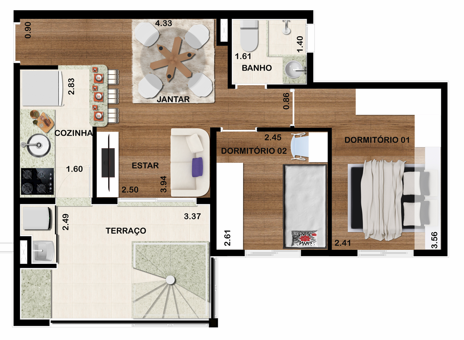 0.90
4.33
1.61
1.40
BANHO
2.83
JANTAR
0.86
COZINHA
2.45
DORMITÓRIO 01
DORMITÓRIO 02
ESTAR
1.60
2.50
3.94
2.49
3.37
TERRAÇO
2.61
2.41
3.56